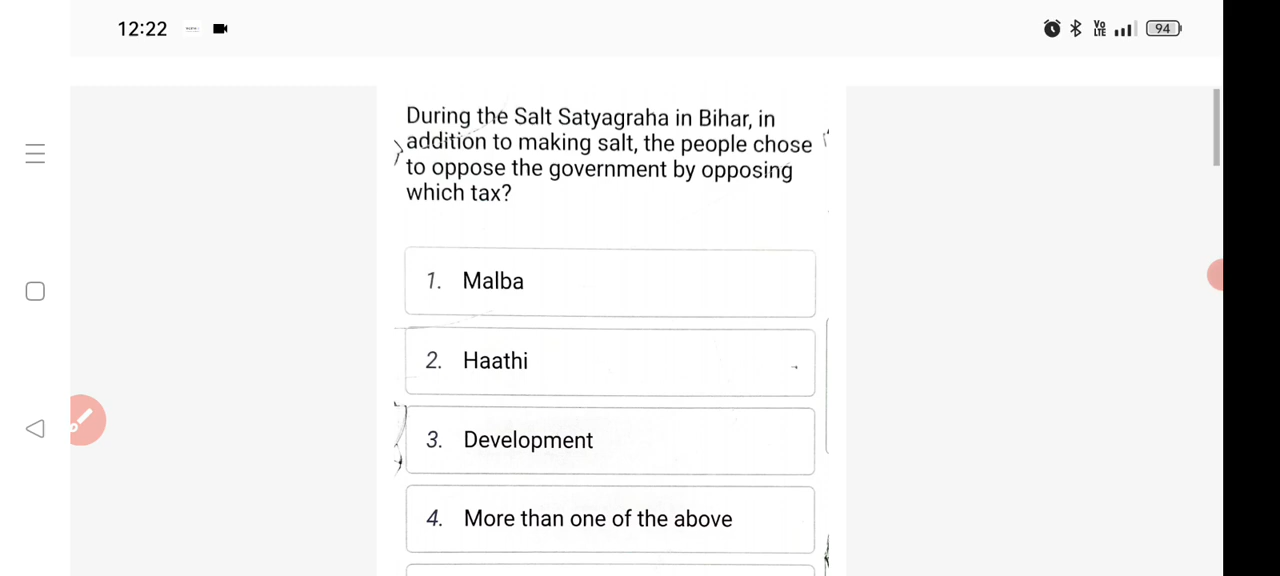 12:22
Vo
LTE
94
During the Salt Satyagraha in Bihar, in
addition to making salt, the people chose
to oppose the government by opposing
which tax?
1. Malba
2. Haathi
3. Development
4. More than one of the above